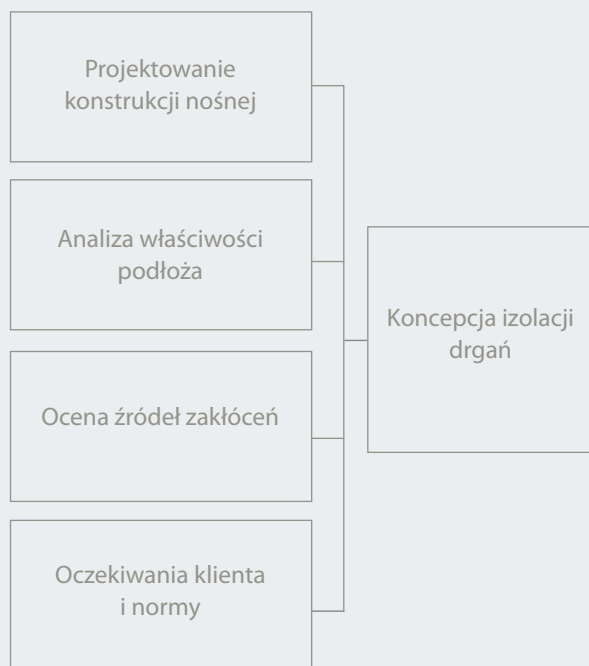 Projektowanie
konstrukcji nośnej
Analiza właściwości
podłoża
Ocena źródeł zakłóceń
Oczekiwania klienta
i normy
Koncepcja izolacji
drgań